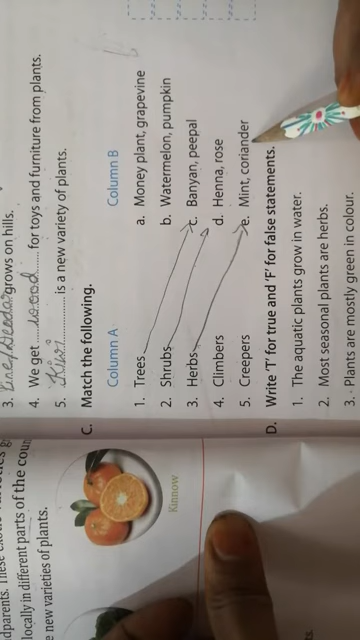 3. Pine/Deodar grows on hills.
4. We get wood for toys and furniture from plants.
5. is a new variety of plants.
C. Match the following.
Column A Column B
1. Trees a. Money plant, grapevine
2. Shrubs b. Watermelon, pumpkin
3. Herbs c. Banyan, peepal
4. Climbers d. Henna, rose
5. Creepers e. Mint, coriander
D. Write 'T' for true and 'F' for false statements.
1. The aquatic plants grow in water.
2. Most seasonal plants are herbs.
3. Plants are mostly green in colour.
locally in different parts of the coun
e new varieties of plants.
Kinnow